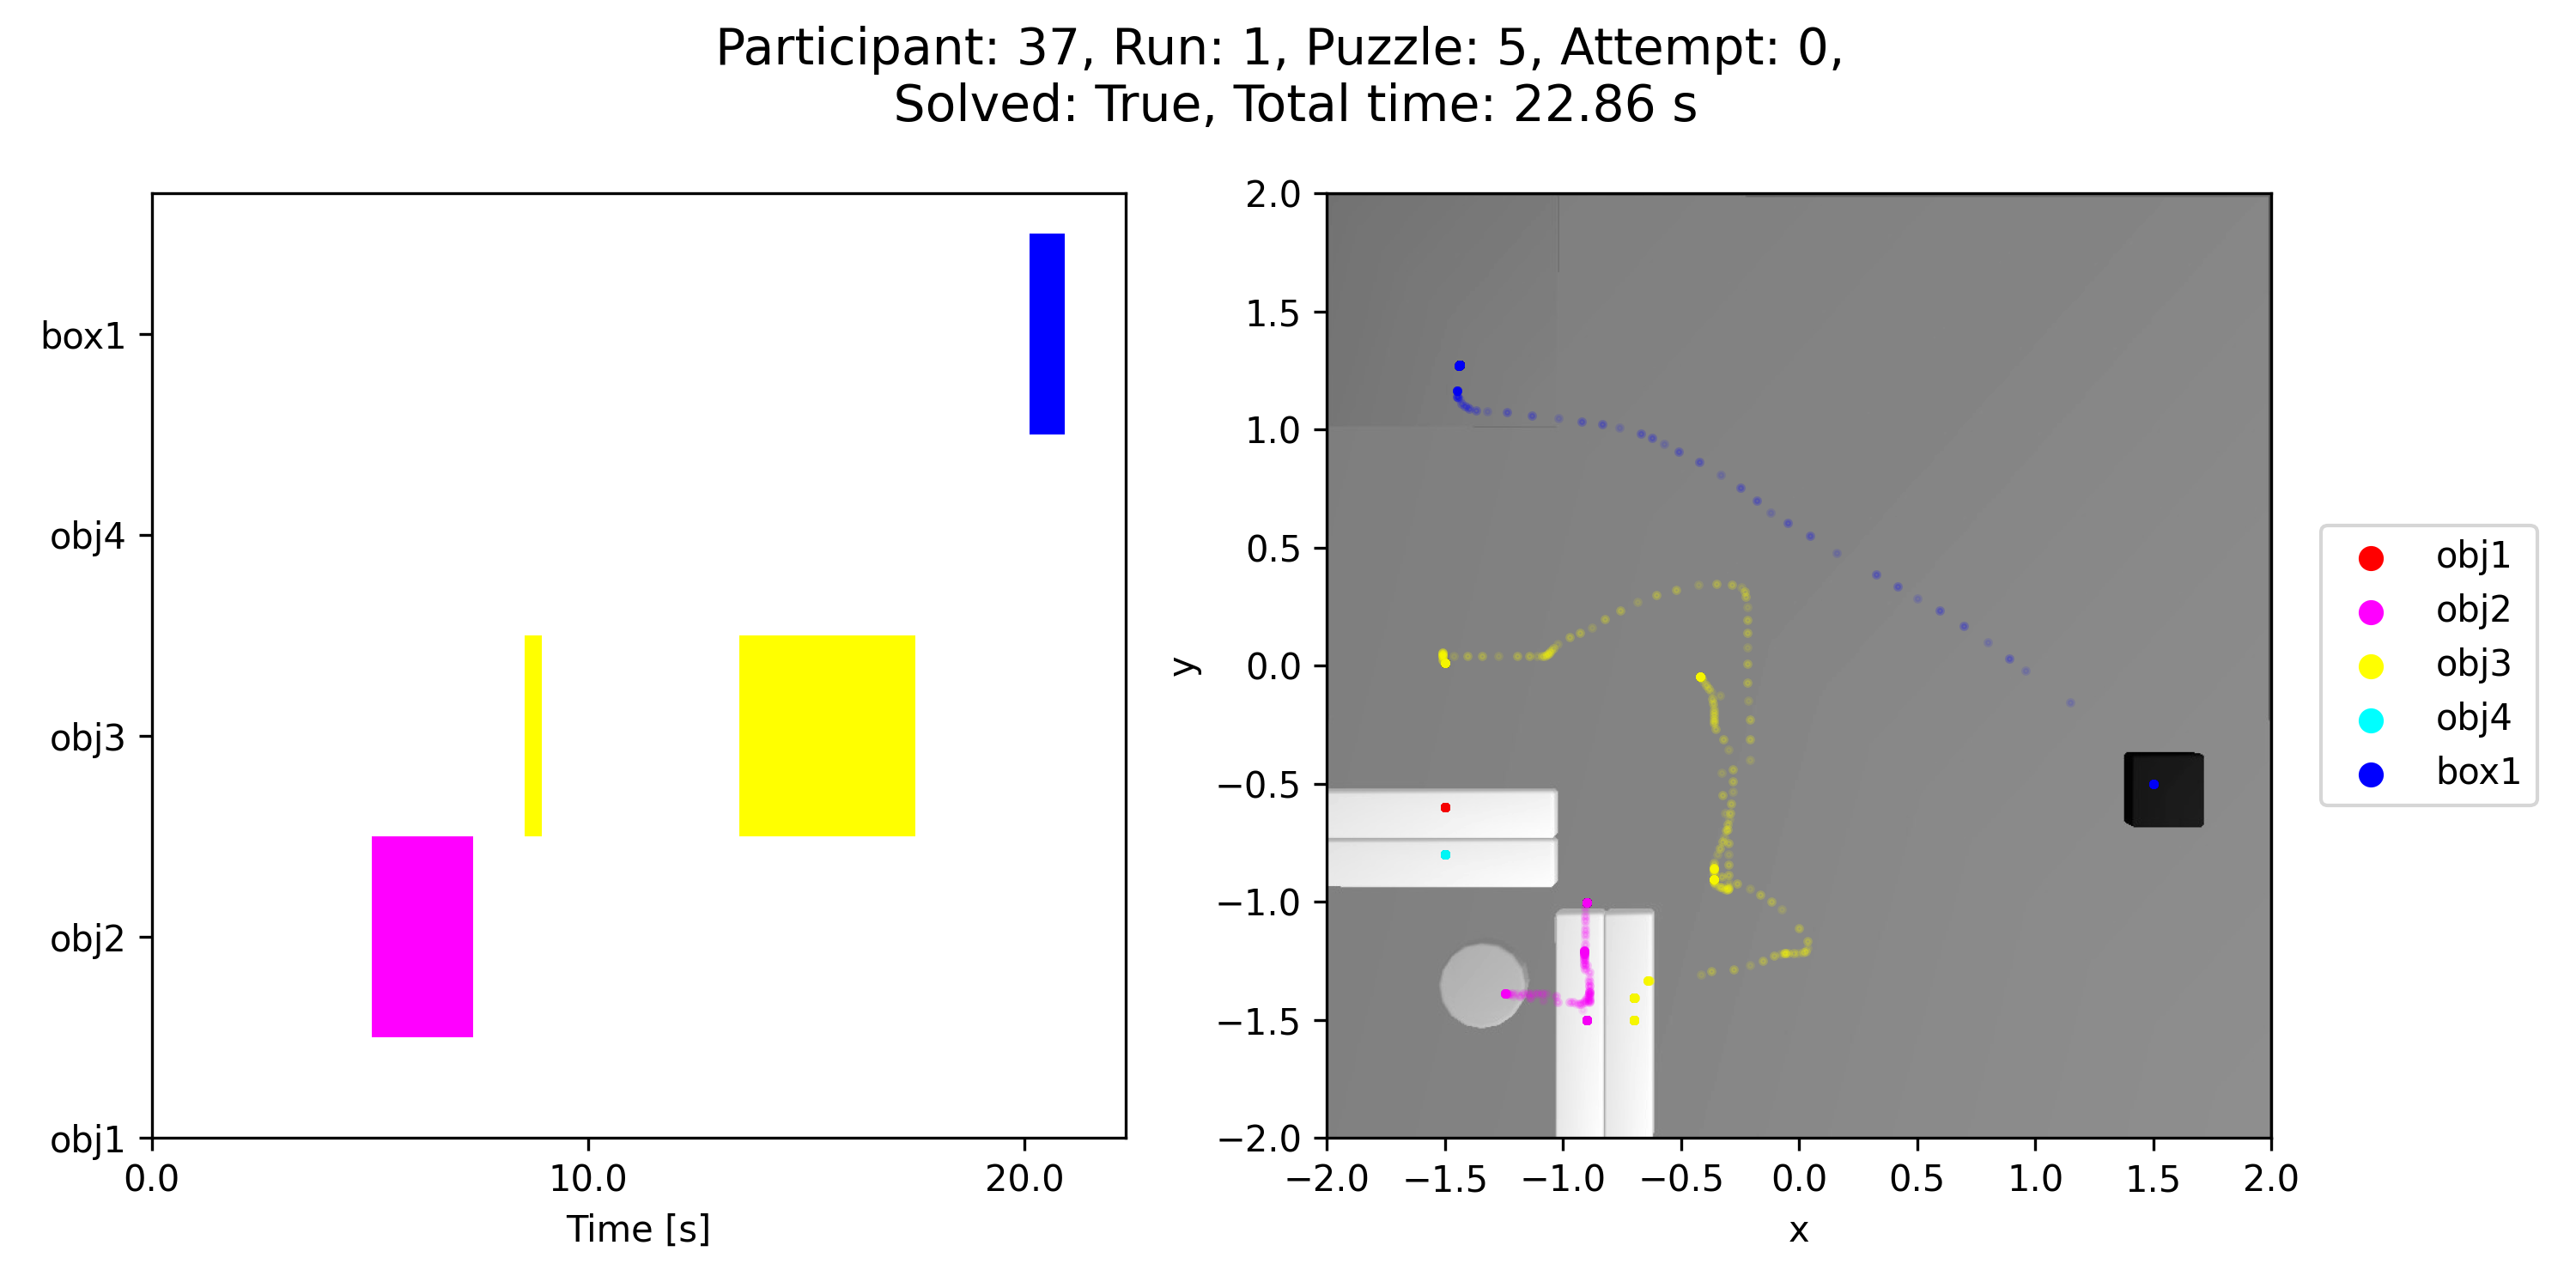 Participant: 37, Run: 1, Puzzle: 5, Attempt: 0,
Solved: True, Total time: 22.86 s
box1
obj4
obj3
obj2
obj1
0.0
10.0
20.0
Time [s]
2.0
1.5
1.0
0.5
0.0
−0.5
−1.0
−1.5
−2.0
y
−2.0
−1.5
−1.0
−0.5
0.0
0.5
1.0
1.5
2.0
x
obj1
obj2
obj3
obj4
box1